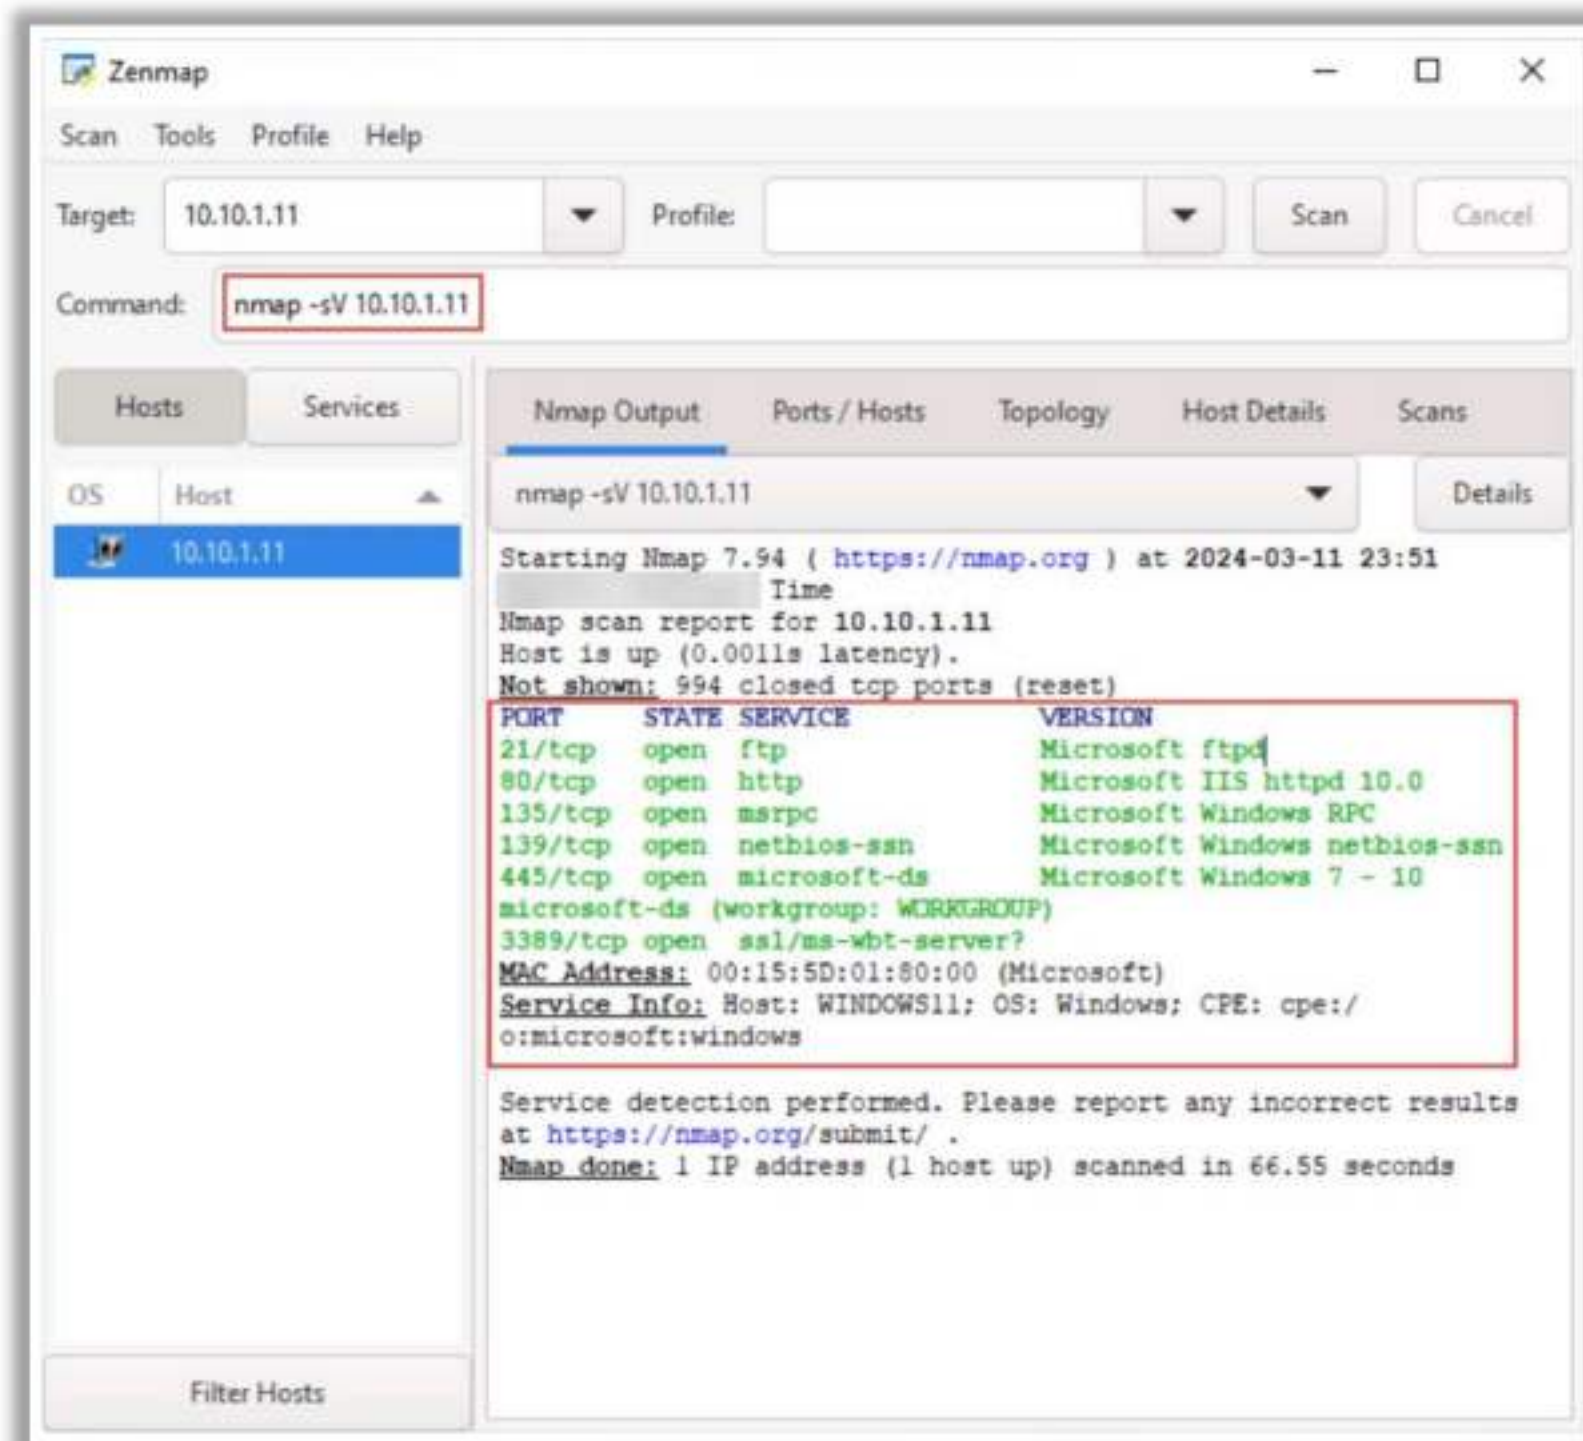 Zenmap
Scan Tools Profile Help
Target: 10.10.1.11 Profile: Scan Cancel
Command: nmap -sV 10.10.1.11
Hosts Services
Nmap Output Ports / Hosts Topology Host Details Scans
OS Host
nmap -sV 10.10.1.11 Details
10.10.1.11
Starting Nmap 7.94 ( https://nmap.org ) at 2024-03-11 23:51
Time
Nmap scan report for 10.10.1.11
Host is up (0.0011s latency).
Not shown: 994 closed tcp ports (reset)
PORT STATE SERVICE VERSION
21/tcp open ftp Microsoft ftpd
80/tcp open http Microsoft IIS httpd 10.0
135/tcp open msrpc Microsoft Windows RPC
139/tcp open netbios-ssn Microsoft Windows netbios-ssn
445/tcp open microsoft-ds Microsoft Windows 7 - 10
microsoft-ds (workgroup: WORKGROUP)
3389/tcp open ssl/ms-wbt-server?
MAC Address: 00:15:5D:01:80:00 (Microsoft)
Service Info: Host: WINDOWS11; OS: Windows; CPE: cpe:/
o:microsoft:windows
Service detection performed. Please report any incorrect results
at https://nmap.org/submit/ .
Nmap done: 1 IP address (1 host up) scanned in 66.55 seconds
Filter Hosts